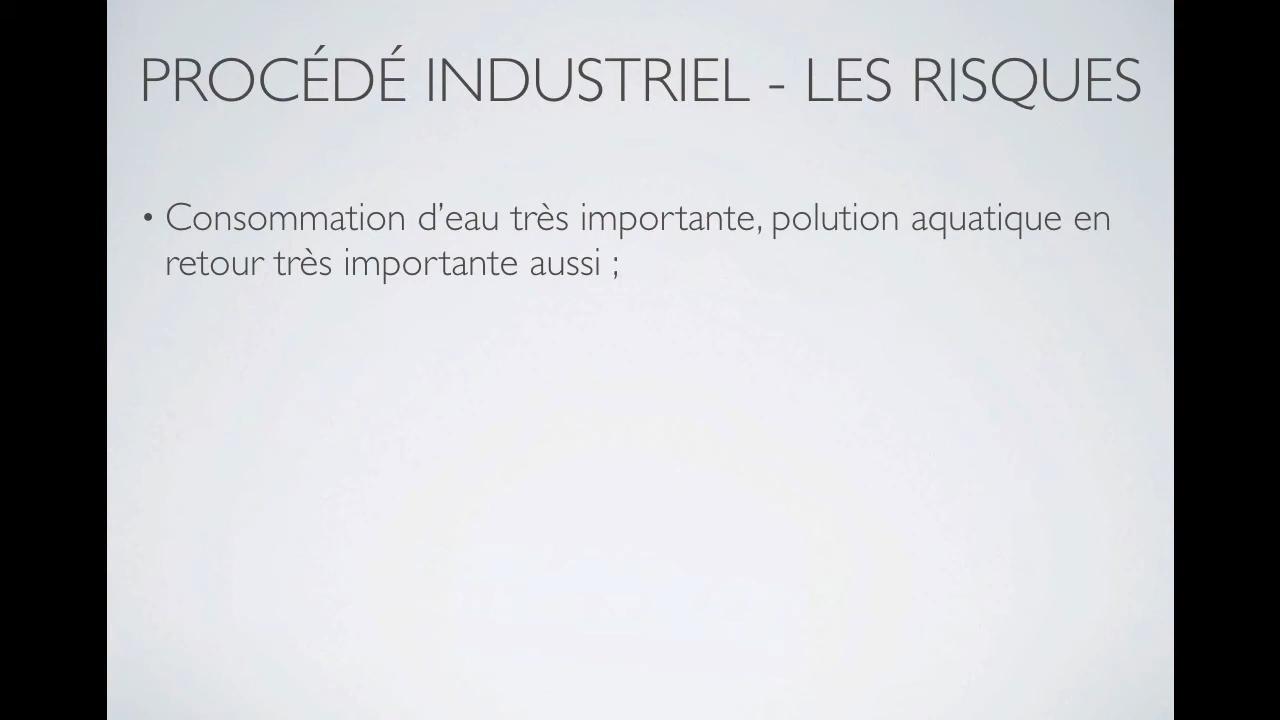 PROCÉDÉ INDUSTRIEL - LES RISQUES
• Consommation d’eau très importante, polution aquatique en
retour très importante aussi ;